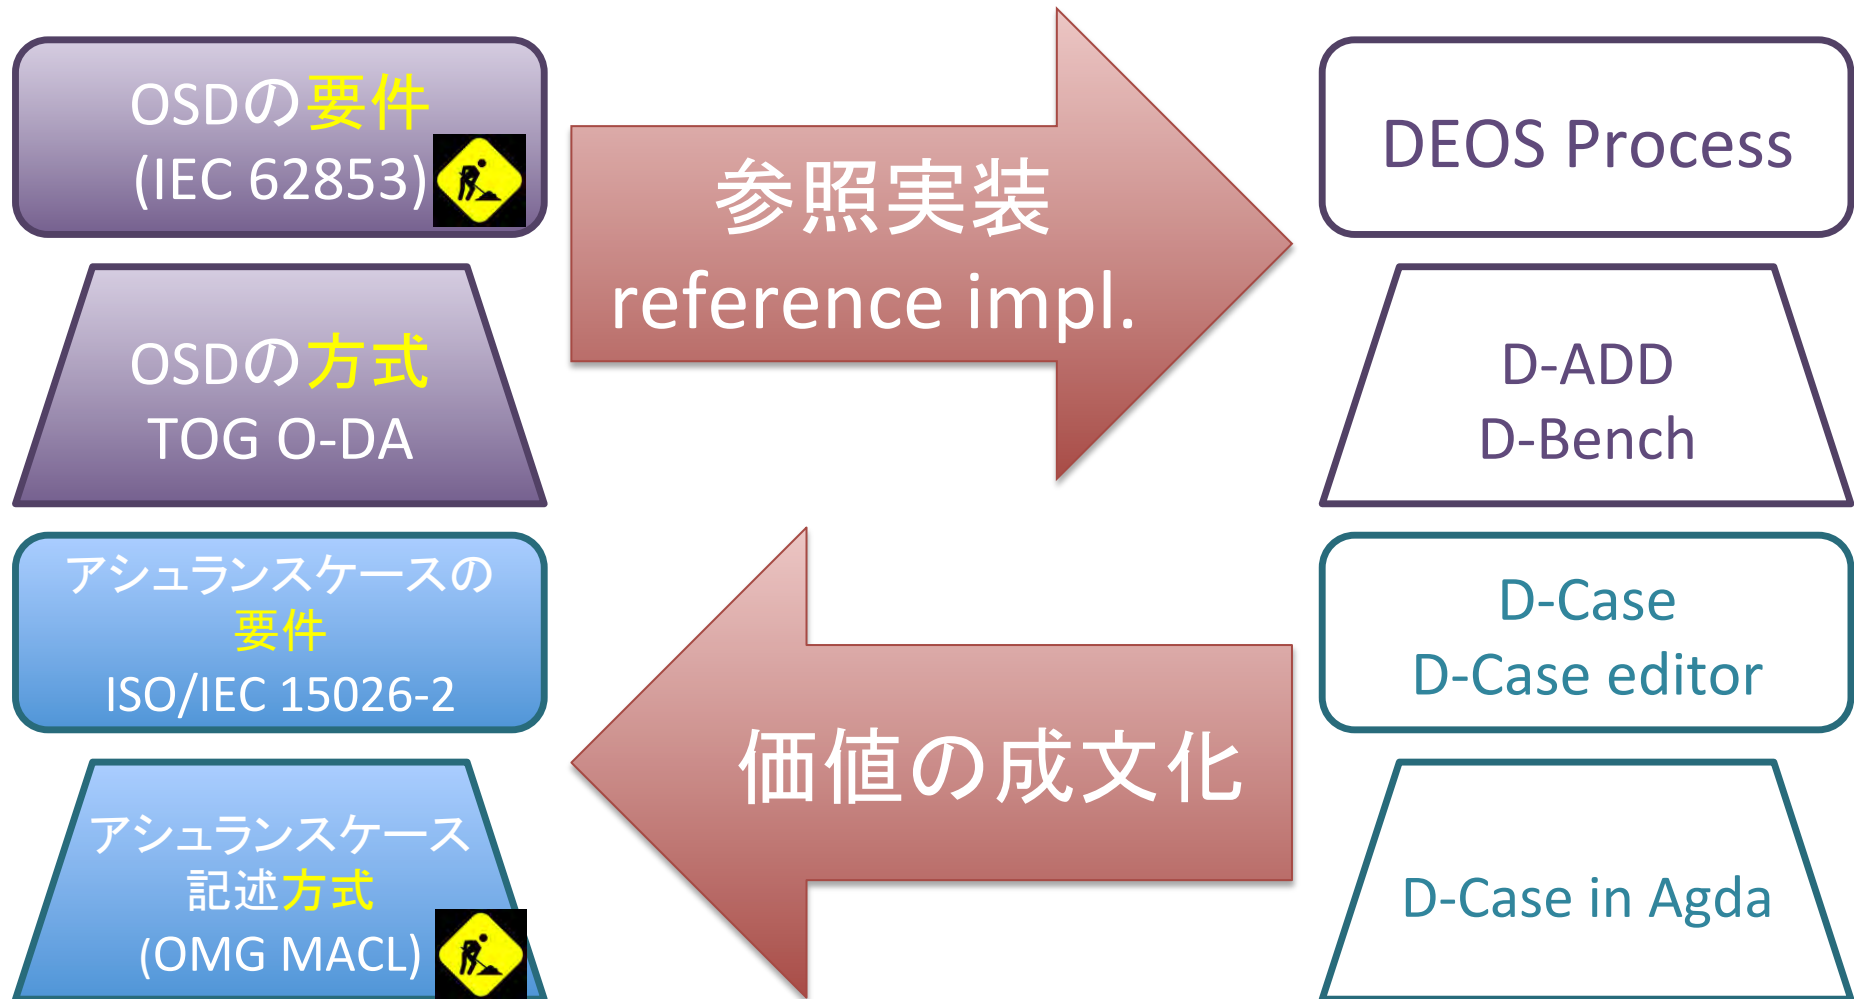 OSDの要件
(IEC 62853)
OSDの方式
TOG O-DA
アシュランスケースの
要件
ISO/IEC 15026-2
アシュランスケース
記述方式
(OMG MACL)
参照実装
reference impl.
価値の成文化
DEOS Process
D-ADD
D-Bench
D-Case
D-Case editor
D-Case in Agda